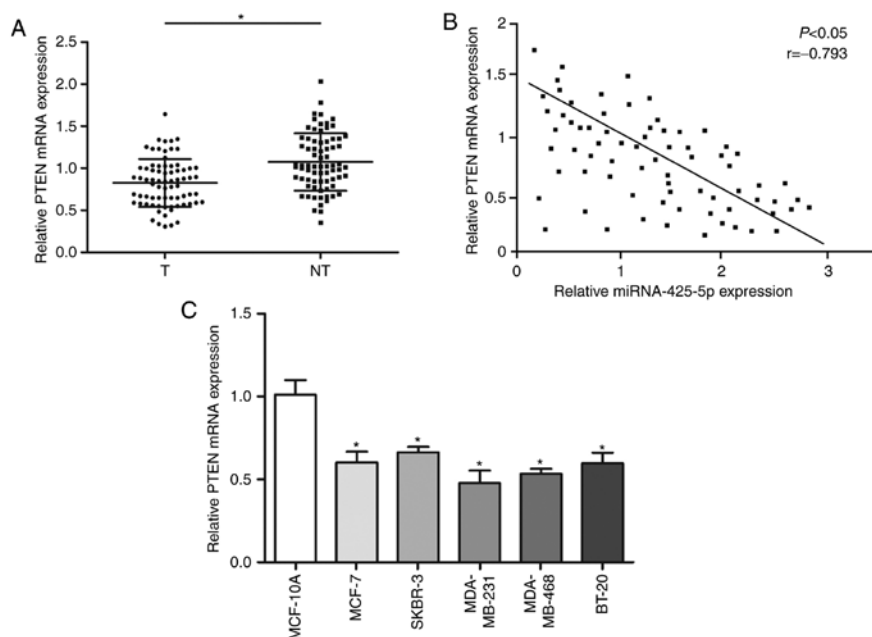 A
*
Relative PTEN mRNA expression
2.5
2.0
1.5
1.0
0.5
0.0
T
NT
B
P<0.05
r=−0.793
Relative PTEN mRNA expression
2
1.5
1
0.5
0
0
1
2
3
Relative miRNA-425-5p expression
C
Relative PTEN mRNA expression
1.5
1.0
0.5
0.0
*
*
*
*
*
MCF-10A
MCF-7
SKBR-3
MDA-
MB-231
MDA-
MB-468
BT-20